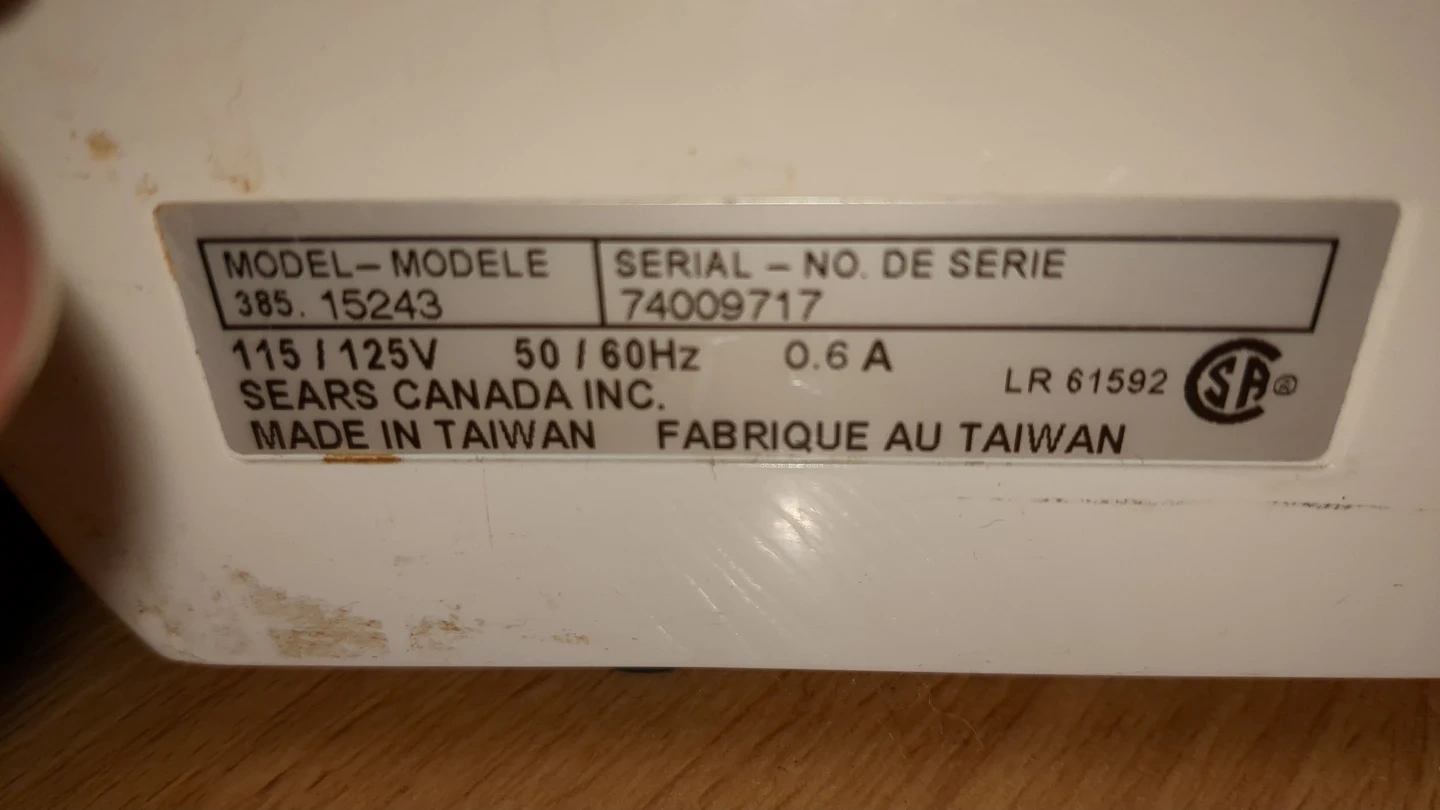 MODEL – MODELE SERIAL – NO. DE SERIE
385. 15243 74009717
115 / 125V 50 / 60Hz 0.6 A
LR 61592 SA ®
SEARS CANADA INC.
MADE IN TAIWAN FABRIQUE AU TAIWAN